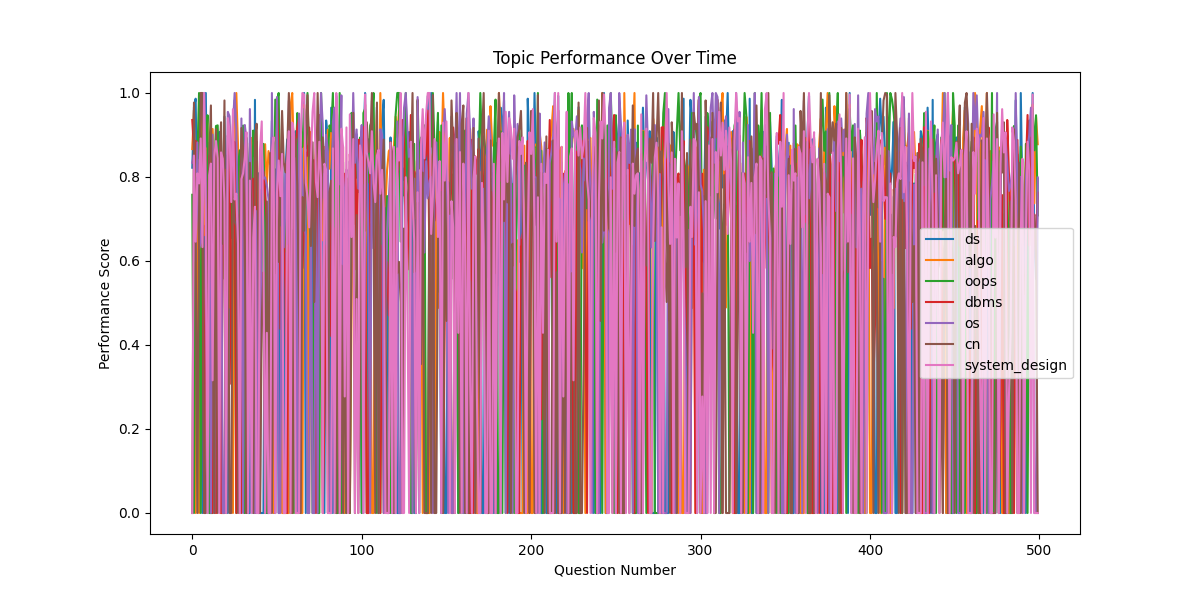 Topic Performance Over Time
Performance Score
1.0
0.8
0.6
0.4
0.2
0.0
ds
algo
oops
dbms
os
cn
system_design
0
100
200
300
400
500
Question Number